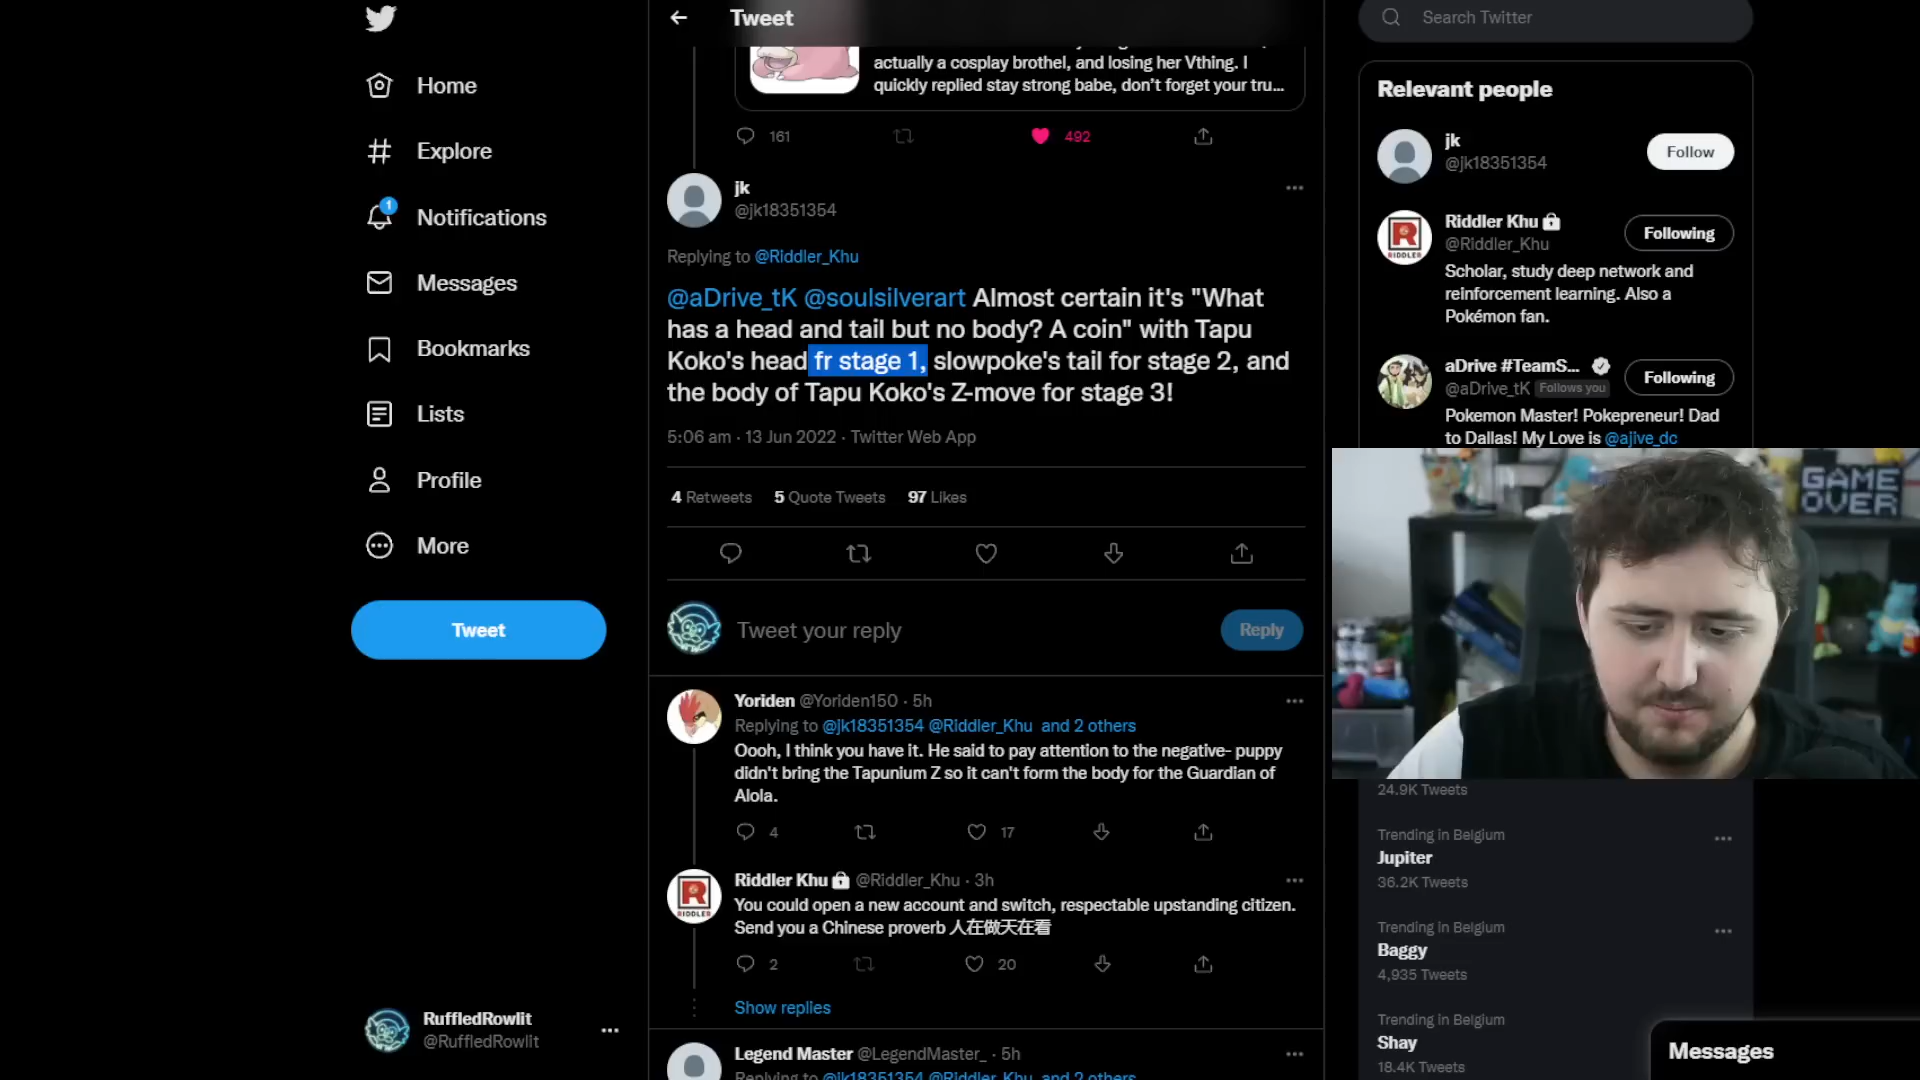 Tweet
Search Twitter
actually a cosplay brothel, and losing her Vthing. I
quickly replied stay strong babe, don't forget your tru...
161
492
Home
Explore
1
Notifications
Messages
Bookmarks
Lists
Profile
More
Tweet
RuffledRowlit
@RuffledRowlit
jk
@jk18351354
Replying to @Riddler_Khu
@aDrive_tK @soulsilverart Almost certain it's "What
has a head and tail but no body? A coin" with Tapu
Koko's head fr stage 1, slowpoke's tail for stage 2, and
the body of Tapu Koko's Z-move for stage 3!
5:06 am · 13 Jun 2022 · Twitter Web App
4 Retweets 5 Quote Tweets 97 Likes
Tweet your reply
Reply
Yoriden @Yoriden150 · 5h
Replying to @jk18351354 @Riddler_Khu and 2 others
Oooh, I think you have it. He said to pay attention to the negative- puppy
didn't bring the Tapunium Z so it can't form the body for the Guardian of
Alola.
4
17
Riddler Khu @Riddler_Khu · 3h
RIDDLER
You could open a new account and switch, respectable upstanding citizen.
Send you a Chinese proverb 人在做天在看
2
20
Show replies
Legend Master @LegendMaster_ · 5h
Replying to @jk18351354 @Riddler_Khu and 2 others
Relevant people
jk
@jk18351354
Follow
Riddler Khu
@Riddler_Khu
Following
RIDDLER
Scholar, study deep network and
reinforcement learning. Also a
Pokémon fan.
aDrive #TeamS...
@aDrive_tK Follows you
Following
Pokemon Master! Pokepreneur! Dad
to Dallas! My Love is @ajive_dc
GAME
OVER
24.9K Tweets
Trending in Belgium
Jupiter
36.2K Tweets
Trending in Belgium
Baggy
4,935 Tweets
Trending in Belgium
Shay
18.4K Tweets
Messages